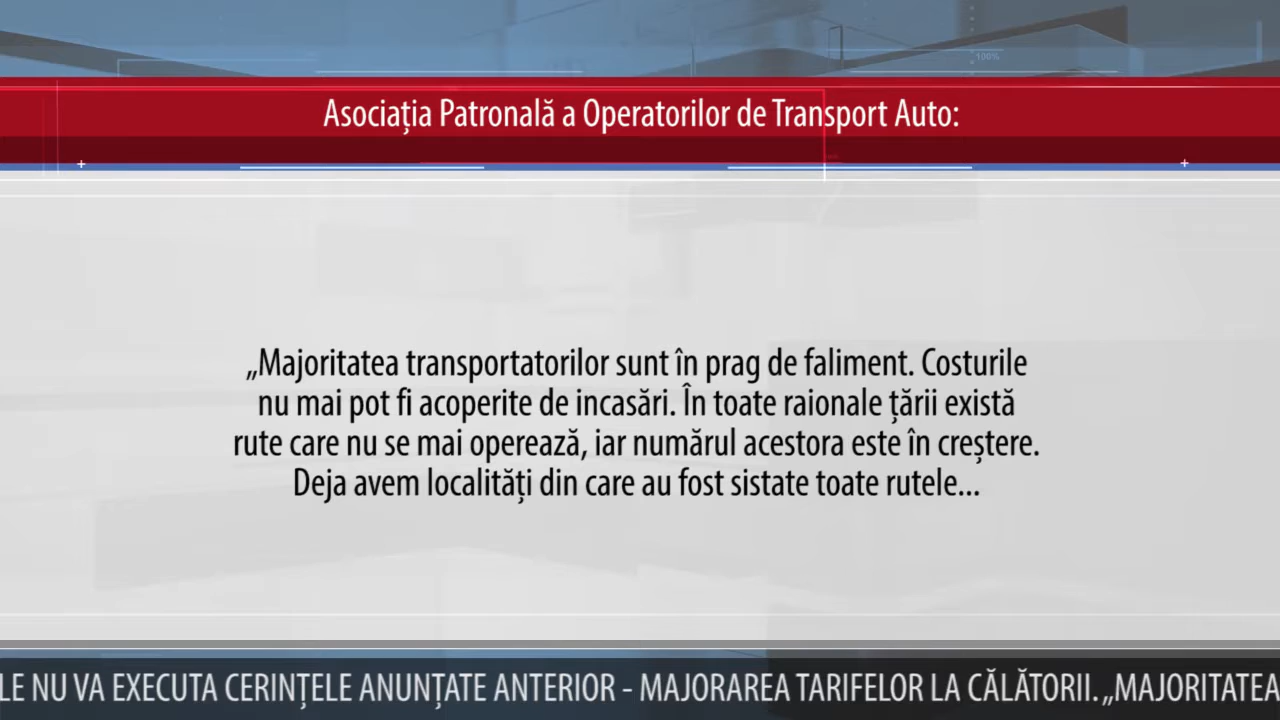 100%
Asociația Patronală a Operatorilor de Transport Auto:
„Majoritatea transportatorilor sunt în prag de faliment. Costurile
nu mai pot fi acoperite de incasări. În toate raionale țării există
rute care nu se mai operează, iar numărul acestora este în creștere.
Deja avem localități din care au fost sistate toate rutele...
LE NU VA EXECUTA CERINȚELE ANUNȚATE ANTERIOR - MAJORAREA TARIFELOR LA CĂLĂTORII. „MAJORITATEA